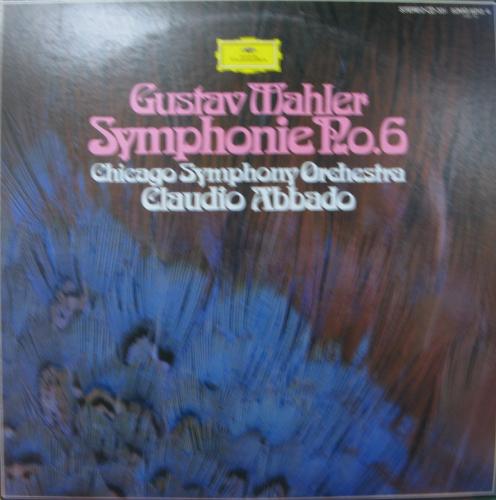 Gustav Mahler
Symphonie No.6
Chicago Symphony Orchestra
Claudio Abbado